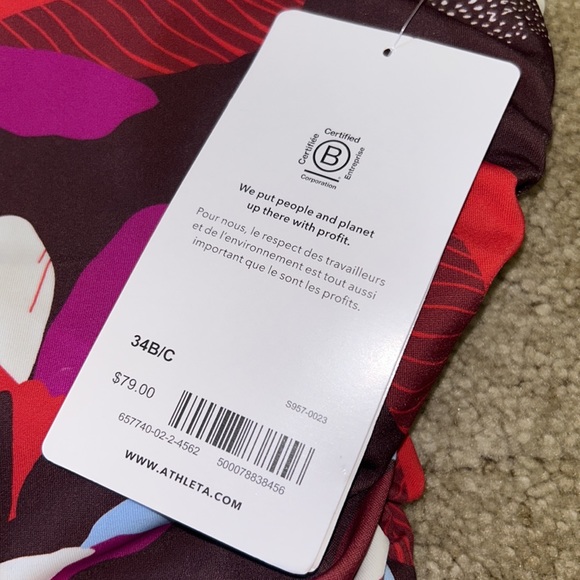 Certified
Certifiée
B
Entreprise
Corporation
We put people and planet
up there with profit.
Pour nous, le respect des travailleurs
et de l'environnement est tout aussi
important que le sont les profits.
34B/C
$79.00
S957-0023
657740-02-2-4562
500078838456
WWW.ATHLETA.COM